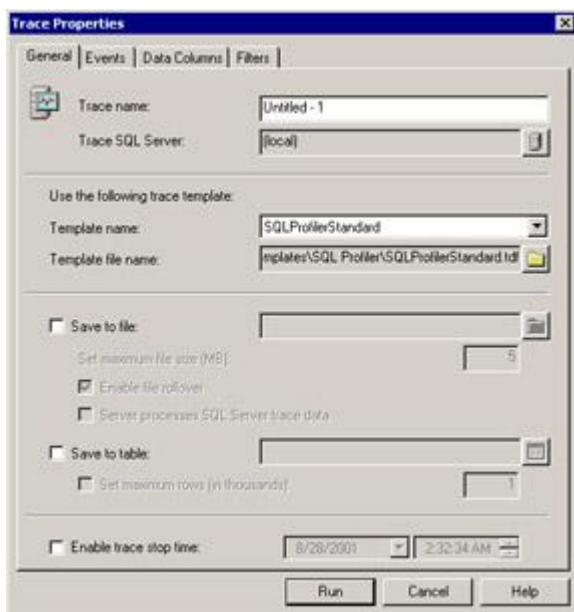 Trace Properties
General Events Data Columns Filters
Trace name: Untitled - 1
Trace SQL Server: (local)
Use the following trace template:
Template name: SQLProfilerStandard
Template file name: mplates\SQL Profiler\SQLProfilerStandard.tdf
Save to file:
Set maximum file size (MB): 5
Enable file rollover
Server processes SQL Server trace data
Save to table:
Set maximum rows (in thousands): 1
Enable trace stop time: 8/28/2001 2:32:34 AM
Run Cancel Help